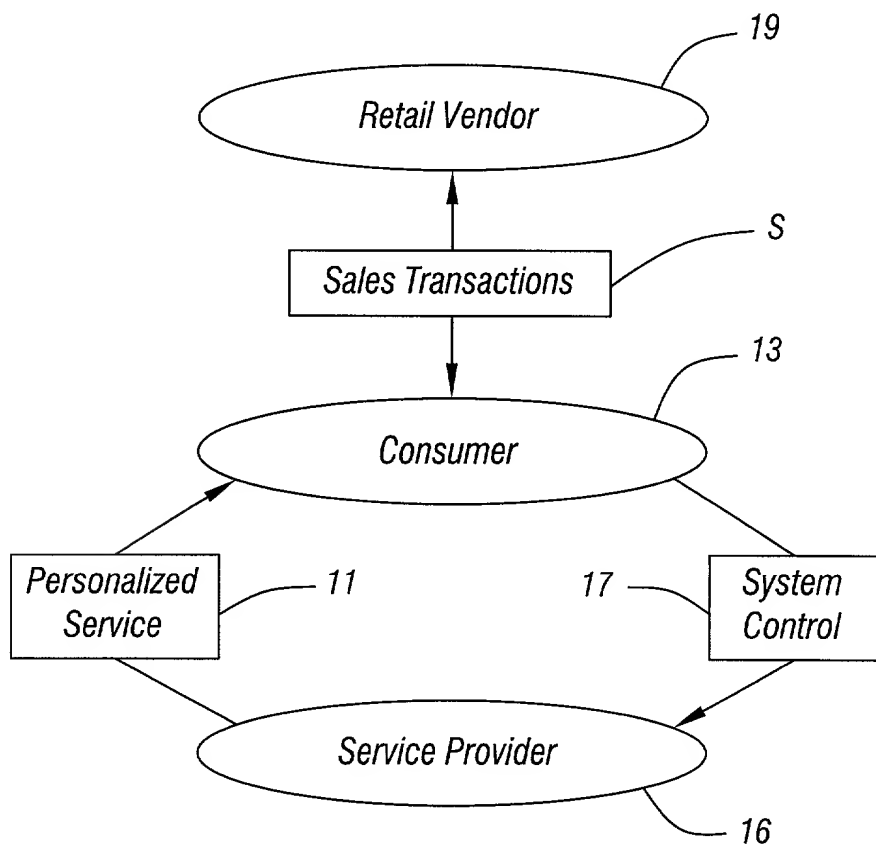 19
Retail Vendor
S
Sales Transactions
13
Consumer
Personalized
Service
11
17
System
Control
Service Provider
16